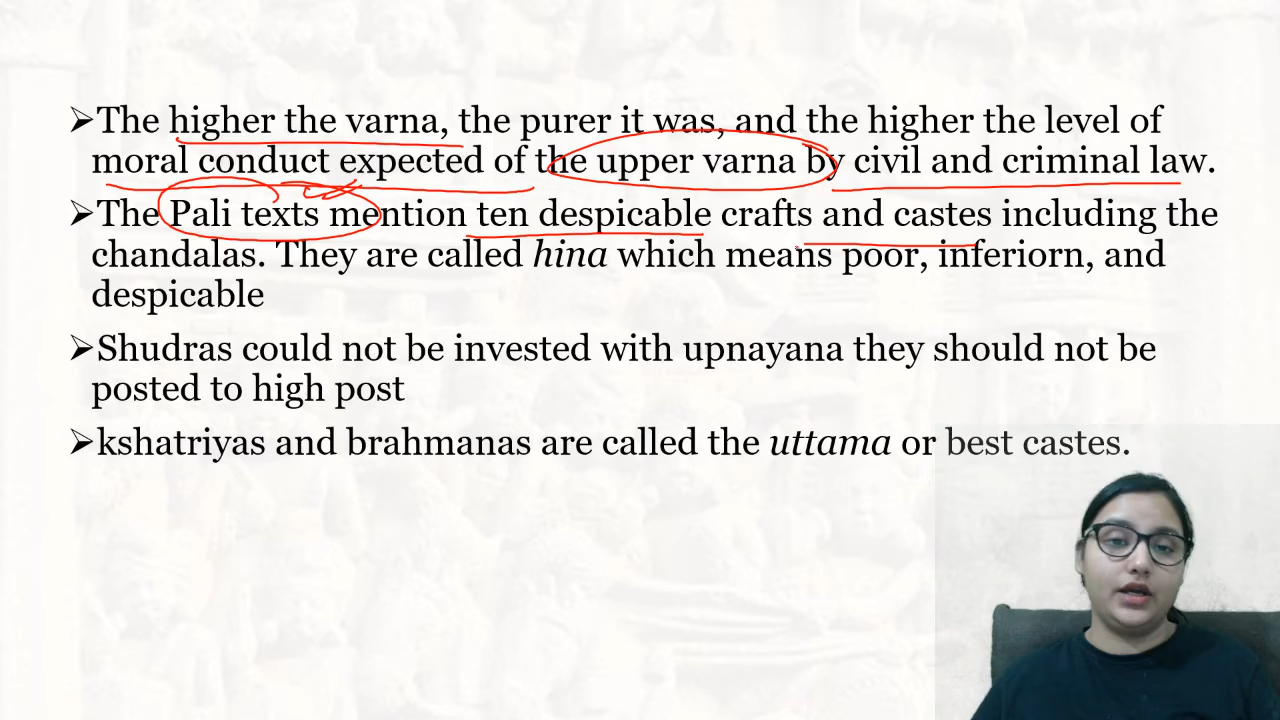 ➢The higher the varna, the purer it was, and the higher the level of
moral conduct expected of the upper varna by civil and criminal law.
➢The Pali texts mention ten despicable crafts and castes including the
chandalas. They are called hina which means poor, inferiorn, and
despicable
➢Shudras could not be invested with upnayana they should not be
posted to high post
➢kshatriyas and brahmanas are called the uttama or best castes.